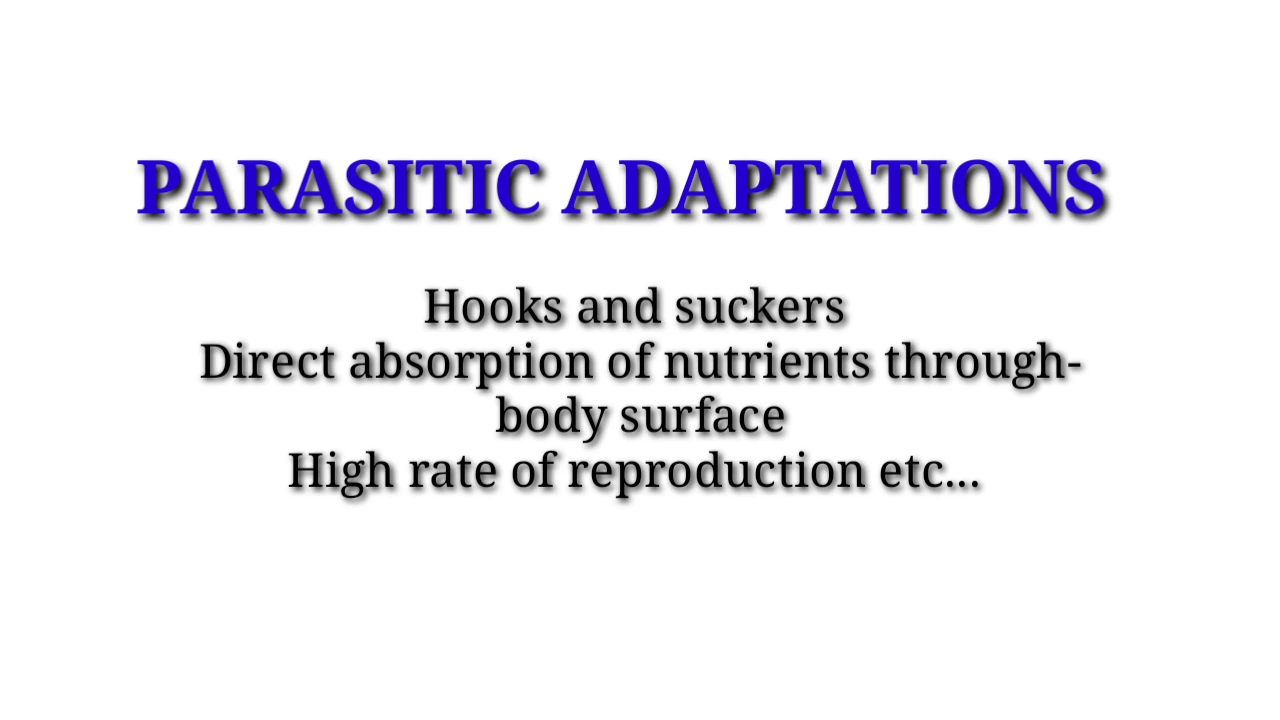 PARASITIC ADAPTATIONS
Hooks and suckers
Direct absorption of nutrients through-
body surface
High rate of reproduction etc...